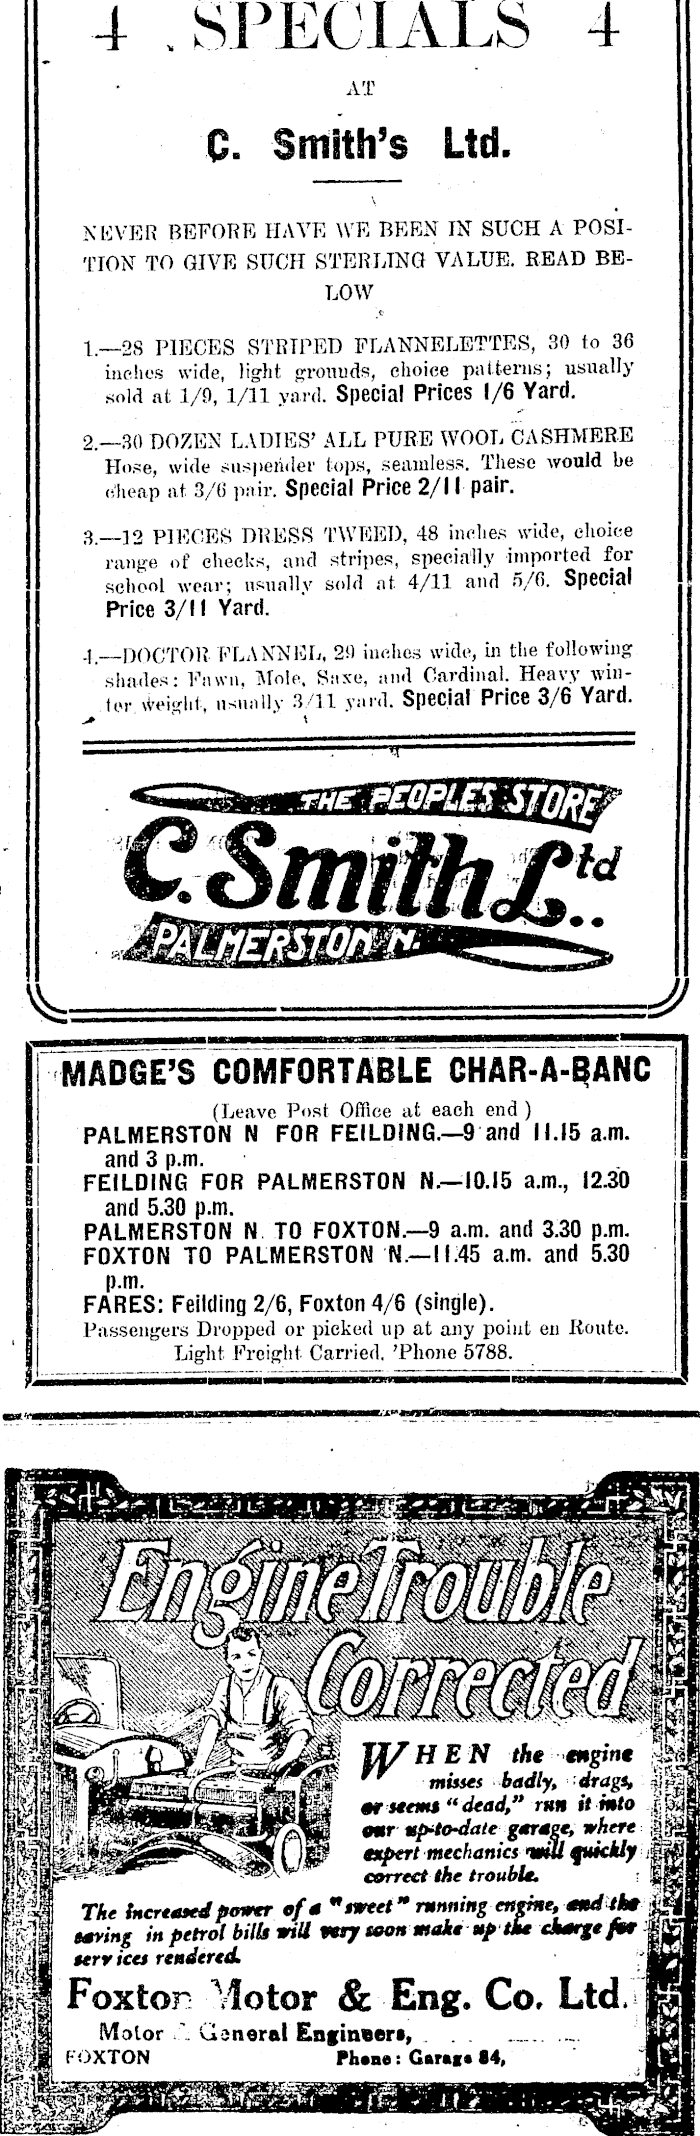 4 SPECIALS 4
AT
C. Smith's Ltd.
NEVER BEFORE HAVE WE BEEN IN SUCH A POSI-
TION TO GIVE SUCH STERLING VALUE. READ BE-
LOW
1.—28 PIECES STRIPED FLANNELETTES, 30 to 36
inches wide, light grounds, choice patterns; usually
sold at 1/9, 1/11 yard. Special Prices 1/6 Yard.
2.—30 DOZEN LADIES' ALL PURE WOOL CASHMERE
Hose, wide suspender tops, seamless. These would be
cheap at 3/6 pair. Special Price 2/11 pair.
3.—12 PIECES DRESS TWEED, 48 inches wide, choice
range of checks, and stripes, specially imported for
school wear; usually sold at 4/11 and 5/6. Special
Price 3/11 Yard.
4.—DOCTOR FLANNEL, 29 inches wide, in the following
shades: Fawn, Mole, Saxe, and Cardinal. Heavy win-
ter weight, usually 3/11 yard. Special Price 3/6 Yard.
THE PEOPLES STORE
C. Smith Ltd..
PALMERSTON N.
MADGE'S COMFORTABLE CHAR-A-BANC
(Leave Post Office at each end)
PALMERSTON N FOR FEILDING.—9 and 11.15 a.m.
and 3 p.m.
FEILDING FOR PALMERSTON N.—10.15 a.m., 12.30
and 5.30 p.m.
PALMERSTON N. TO FOXTON.—9 a.m. and 3.30 p.m.
FOXTON TO PALMERSTON N.—11.45 a.m. and 5.30
p.m.
FARES: Feilding 2/6, Foxton 4/6 (single).
Passengers Dropped or picked up at any point en Route.
Light Freight Carried. 'Phone 5788.
Engine Trouble
Corrected
WHEN the engine
misses badly, drags,
or seems "dead," run it into
our up-to-date garage, where
expert mechanics will quickly
correct the trouble.
The increased power of a "sweet" running engine, and the
saving in petrol bills will very soon make up the charge for
services rendered.
Foxton Motor & Eng. Co. Ltd.
Motor & General Engineers,
FOXTON Phone: Garage 84,